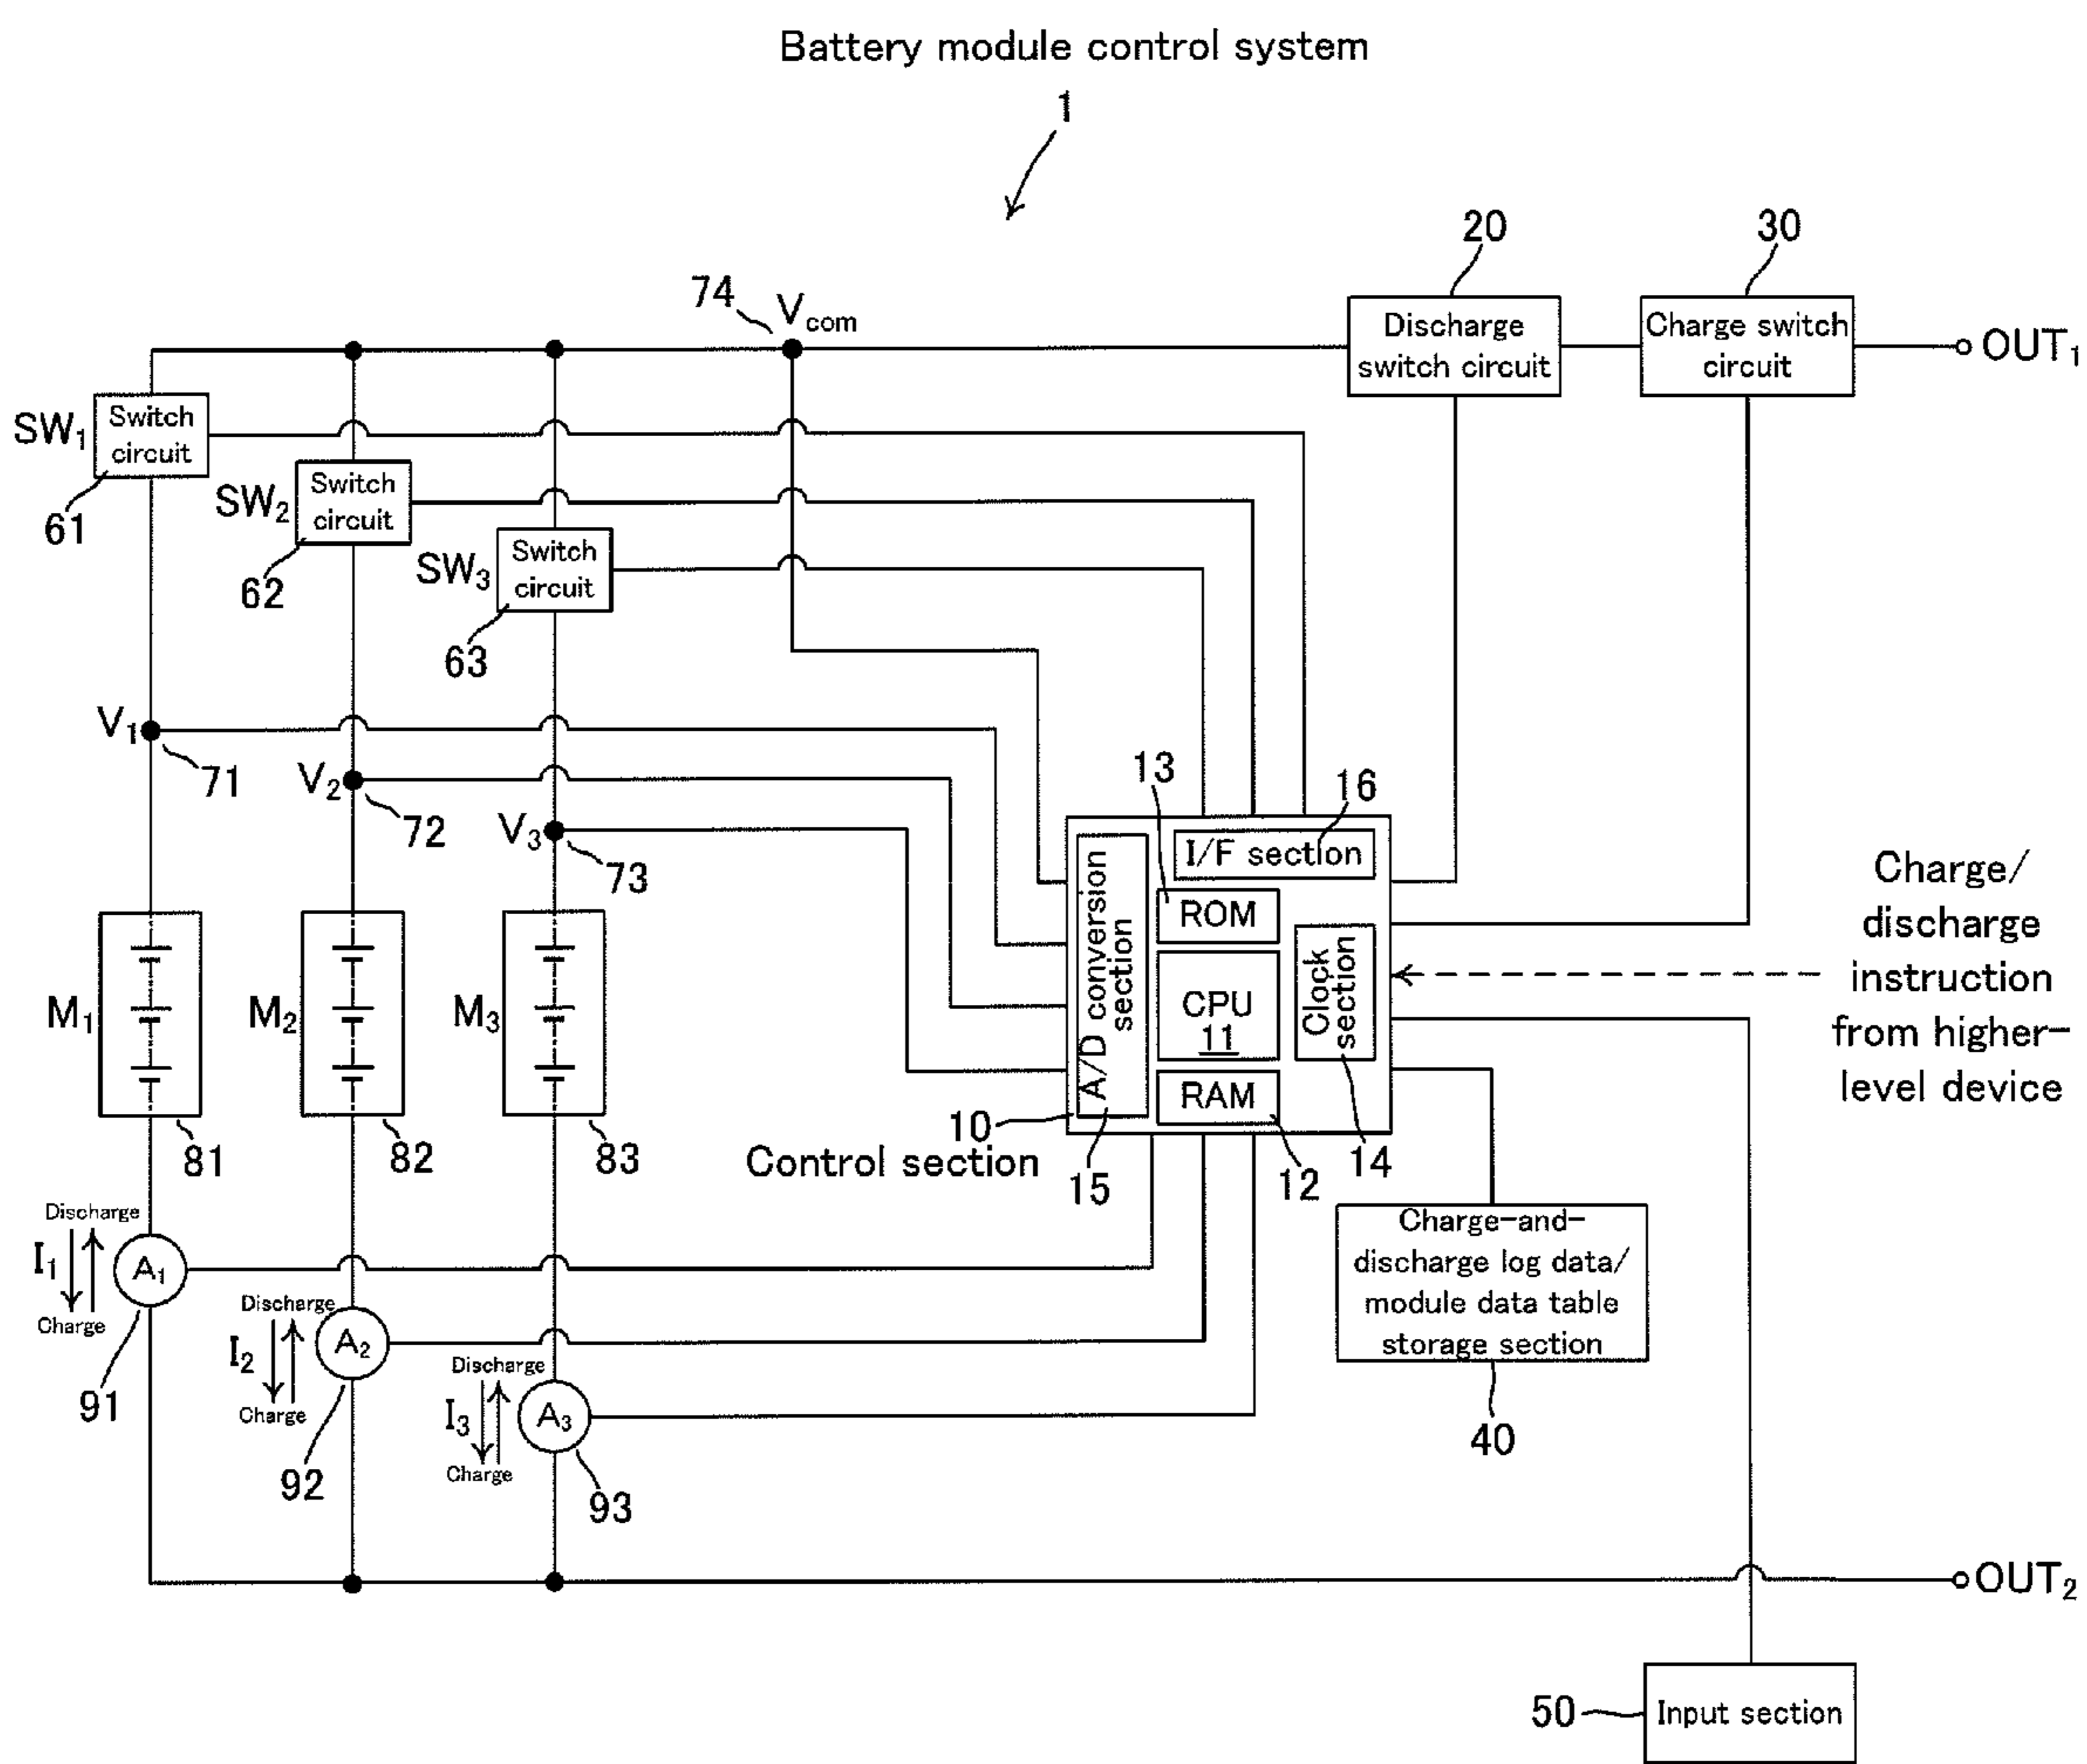 Battery module control system
1
20
30
74
Vcom
Discharge
switch circuit
Charge switch
circuit
OUT1
SW1
Switch
circuit
61
SW2
Switch
circuit
62
SW3
Switch
circuit
63
V1
71
V2
72
V3
73
13
16
I/F section
ROM
A/D conversion
section
CPU
11
Clock
section
RAM
10
Control section
15
12
14
Charge/
discharge
instruction
from higher-
level device
M1
M2
M3
81
82
83
Discharge
I1
A1
Charge
91
Discharge
I2
A2
Charge
92
Discharge
I3
A3
Charge
93
Charge-and-
discharge log data/
module data table
storage section
40
OUT2
50
Input section